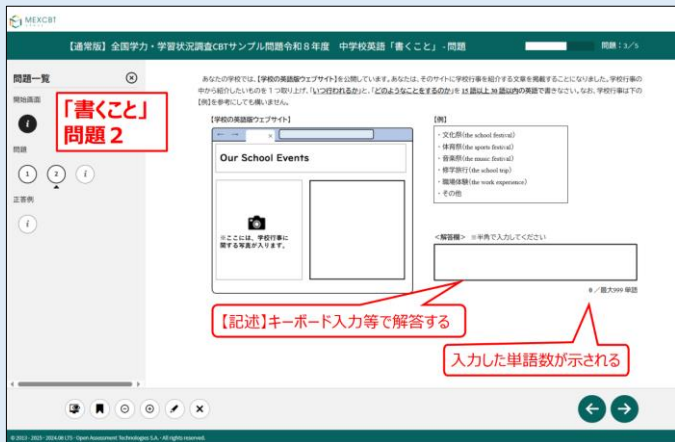 MEXCBT
【通常版】全国学力・学習状況調査CBTサンプル問題令和８年度　中学校英語「書くこと」- 問題
問題：3／5
問題一覧
開始画面
i
問題
1 2 i
正答例
i
「書くこと」
問題２
あなたの学校では、【学校の英語版ウェブサイト】を公開しています。あなたは、そのサイトに学校行事を紹介する文章を掲載することになりました。学校行事の
中から紹介したいものを１つ取り上げ、「いつ行われるか」と、「どのようなことをするのか」を 15 語以上 30 語以内の英語で書きなさい。なお、学校行事は下の
【例】を参考にしても構いません。
【学校の英語版ウェブサイト】
← → ×
Our School Events
※ここには、学校行事に
関する写真が入ります。
【例】
・文化祭(the school festival)
・体育祭(the sports festival)
・音楽祭(the music festival)
・修学旅行(the school trip)
・職場体験(the work experience)
・その他
<解答欄>　※半角で入力してください
0 ／最大999 単語
【記述】キーボード入力等で解答する
入力した単語数が示される
© 2013 - 2025 · 2024.08 LTS · Open Assessment Technologies S.A. · All rights reserved.